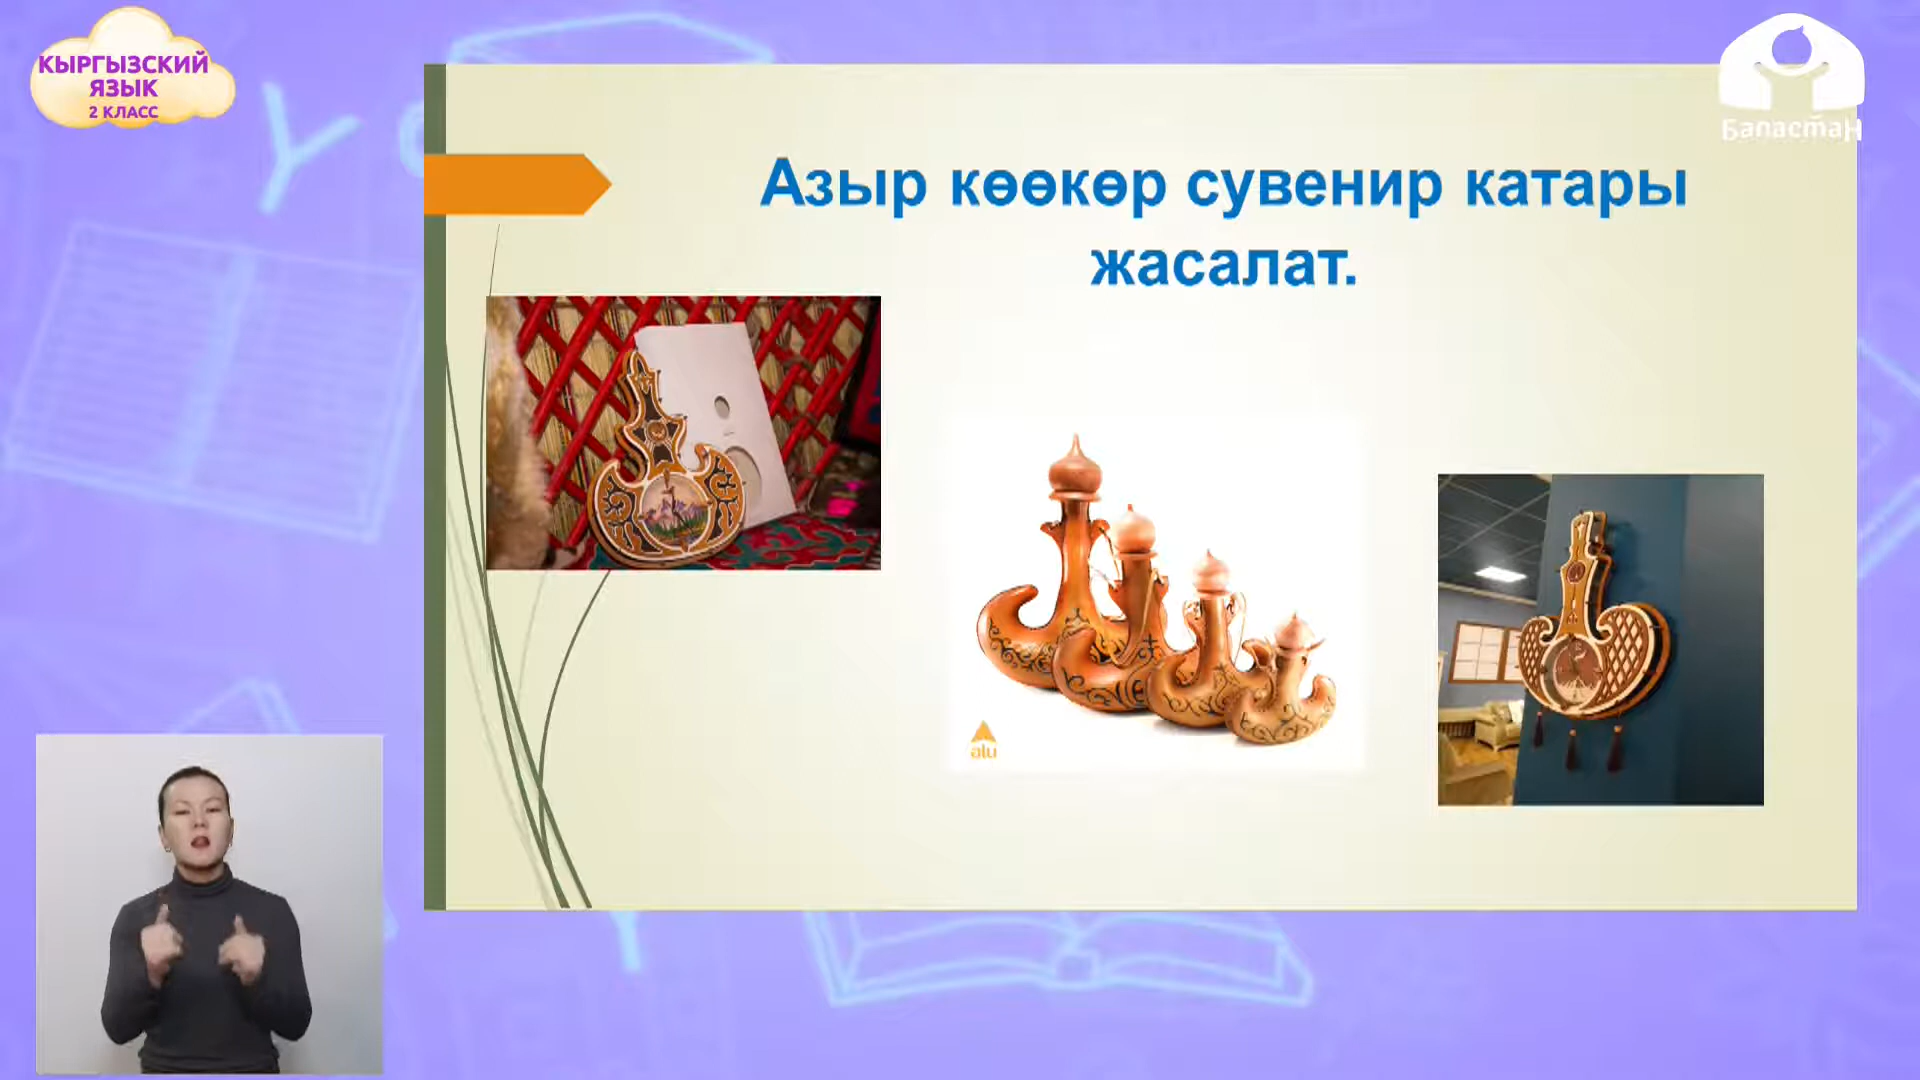 КЫРГЫЗСКИЙ
ЯЗЫК
2 КЛАСС
Баластан
Азыр көөкөр сувенир катары
жасалат.
alu